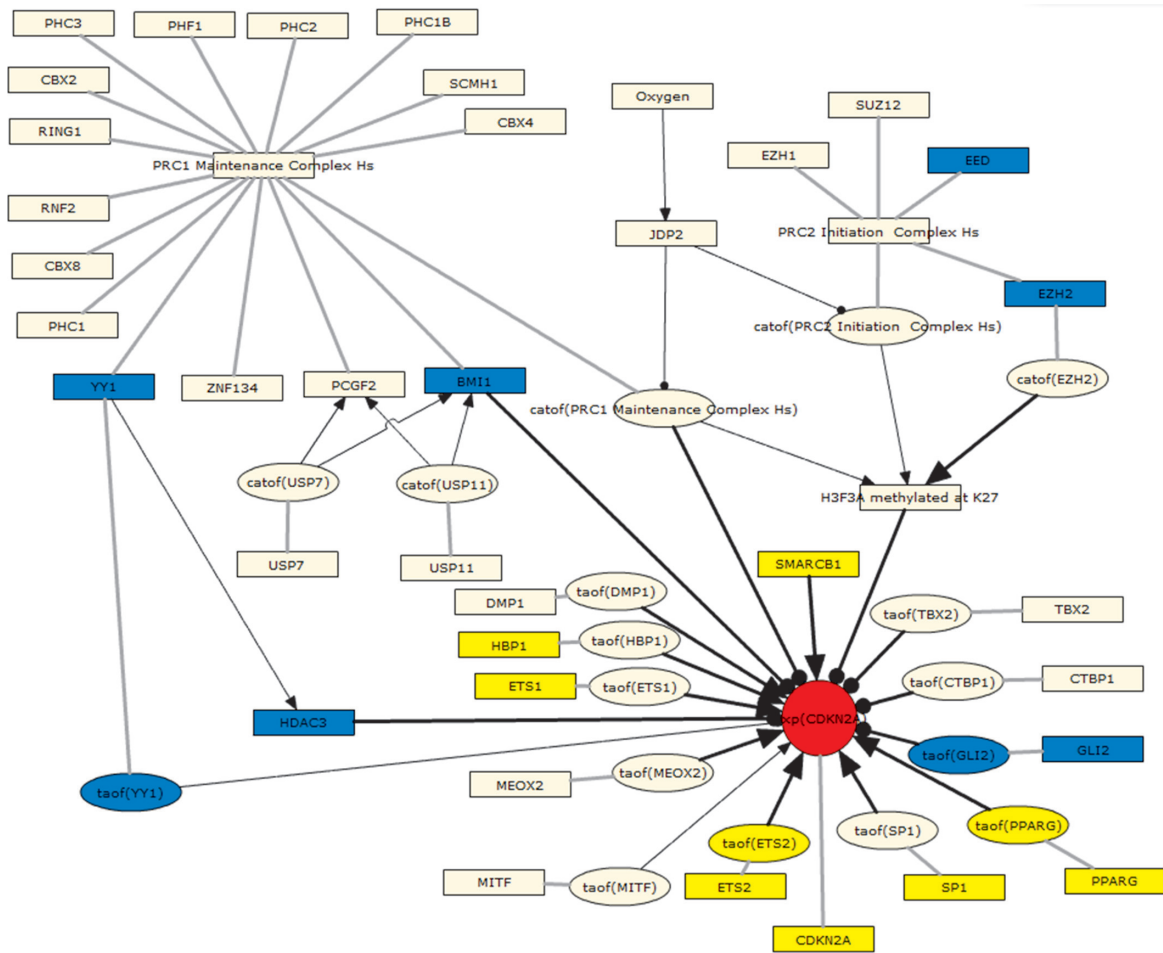 PHC3
PHF1
PHC2
PHC1B
CBX2
SCMH1
RING1
CBX4
Oxygen
SUZ12
EZH1
EED
PRC1 Maintenance Complex Hs
RNF2
JDP2
PRC2 Initiation Complex Hs
CBX8
EZH2
PHC1
catof(PRC2 Initiation Complex Hs)
YY1
ZNF134
PCGF2
BMI1
catof(EZH2)
catof(PRC1 Maintenance Complex Hs)
catof(USP7)
catof(USP11)
H3F3A methylated at K27
USP7
USP11
SMARCB1
DMP1
taof(DMP1)
taof(TBX2)
TBX2
HBP1
taof(HBP1)
ETS1
taof(ETS1)
taof(CTBP1)
CTBP1
HDAC3
xp(CDKN2A
taof(GLI2)
GLI2
MEOX2
taof(MEOX2)
taof(YY1)
taof(ETS2)
taof(SP1)
taof(PPARG)
MITF
taof(MITF)
ETS2
SP1
PPARG
CDKN2A